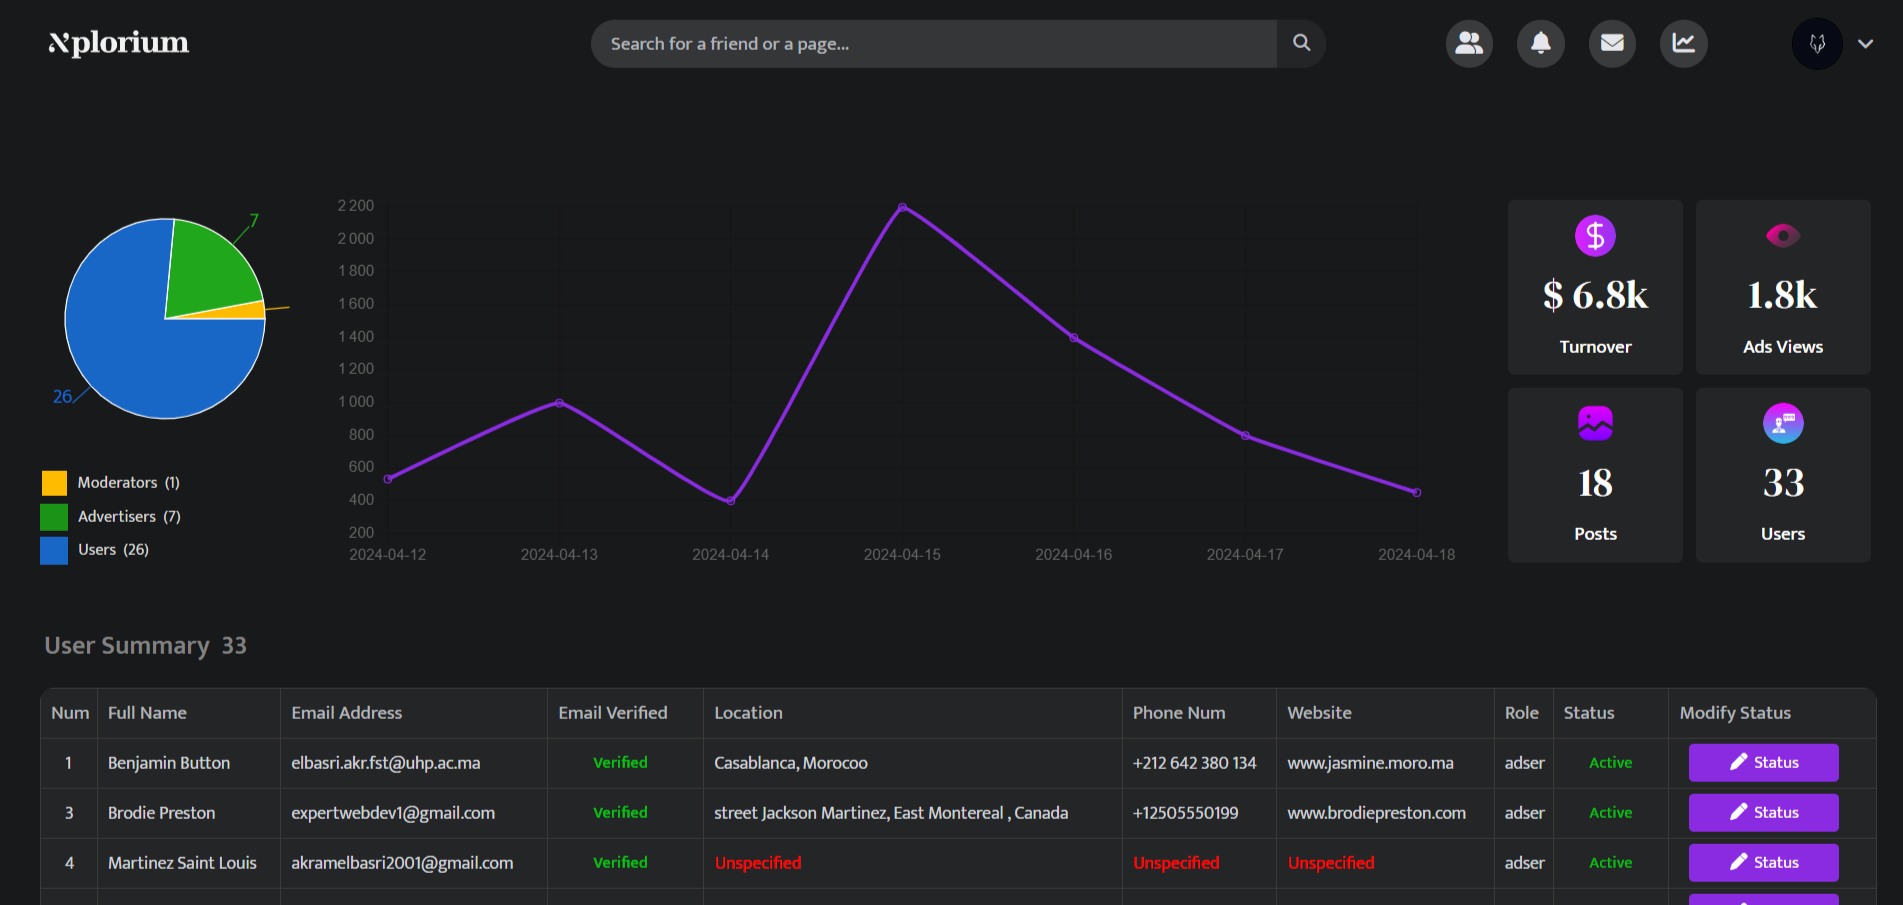 Xplorium
Search for a friend or a page...
7
26
Moderators (1)
Advertisers (7)
Users (26)
2 200
2 000
1 800
1 600
1 400
1 200
1 000
800
600
400
200
2024-04-12 2024-04-13 2024-04-14 2024-04-15 2024-04-16 2024-04-17 2024-04-18
$ 6.8k
Turnover
1.8k
Ads Views
18
Posts
33
Users
User Summary 33
Num Full Name Email Address Email Verified Location Phone Num Website Role Status Modify Status
1 Benjamin Button elbasri.akr.fst@uhp.ac.ma Verified Casablanca, Morocoo +212 642 380 134 www.jasmine.moro.ma adser Active Status
3 Brodie Preston expertwebdev1@gmail.com Verified street Jackson Martinez, East Montereal , Canada +12505550199 www.brodiepreston.com adser Active Status
4 Martinez Saint Louis akramelbasri2001@gmail.com Verified Unspecified Unspecified Unspecified adser Active Status